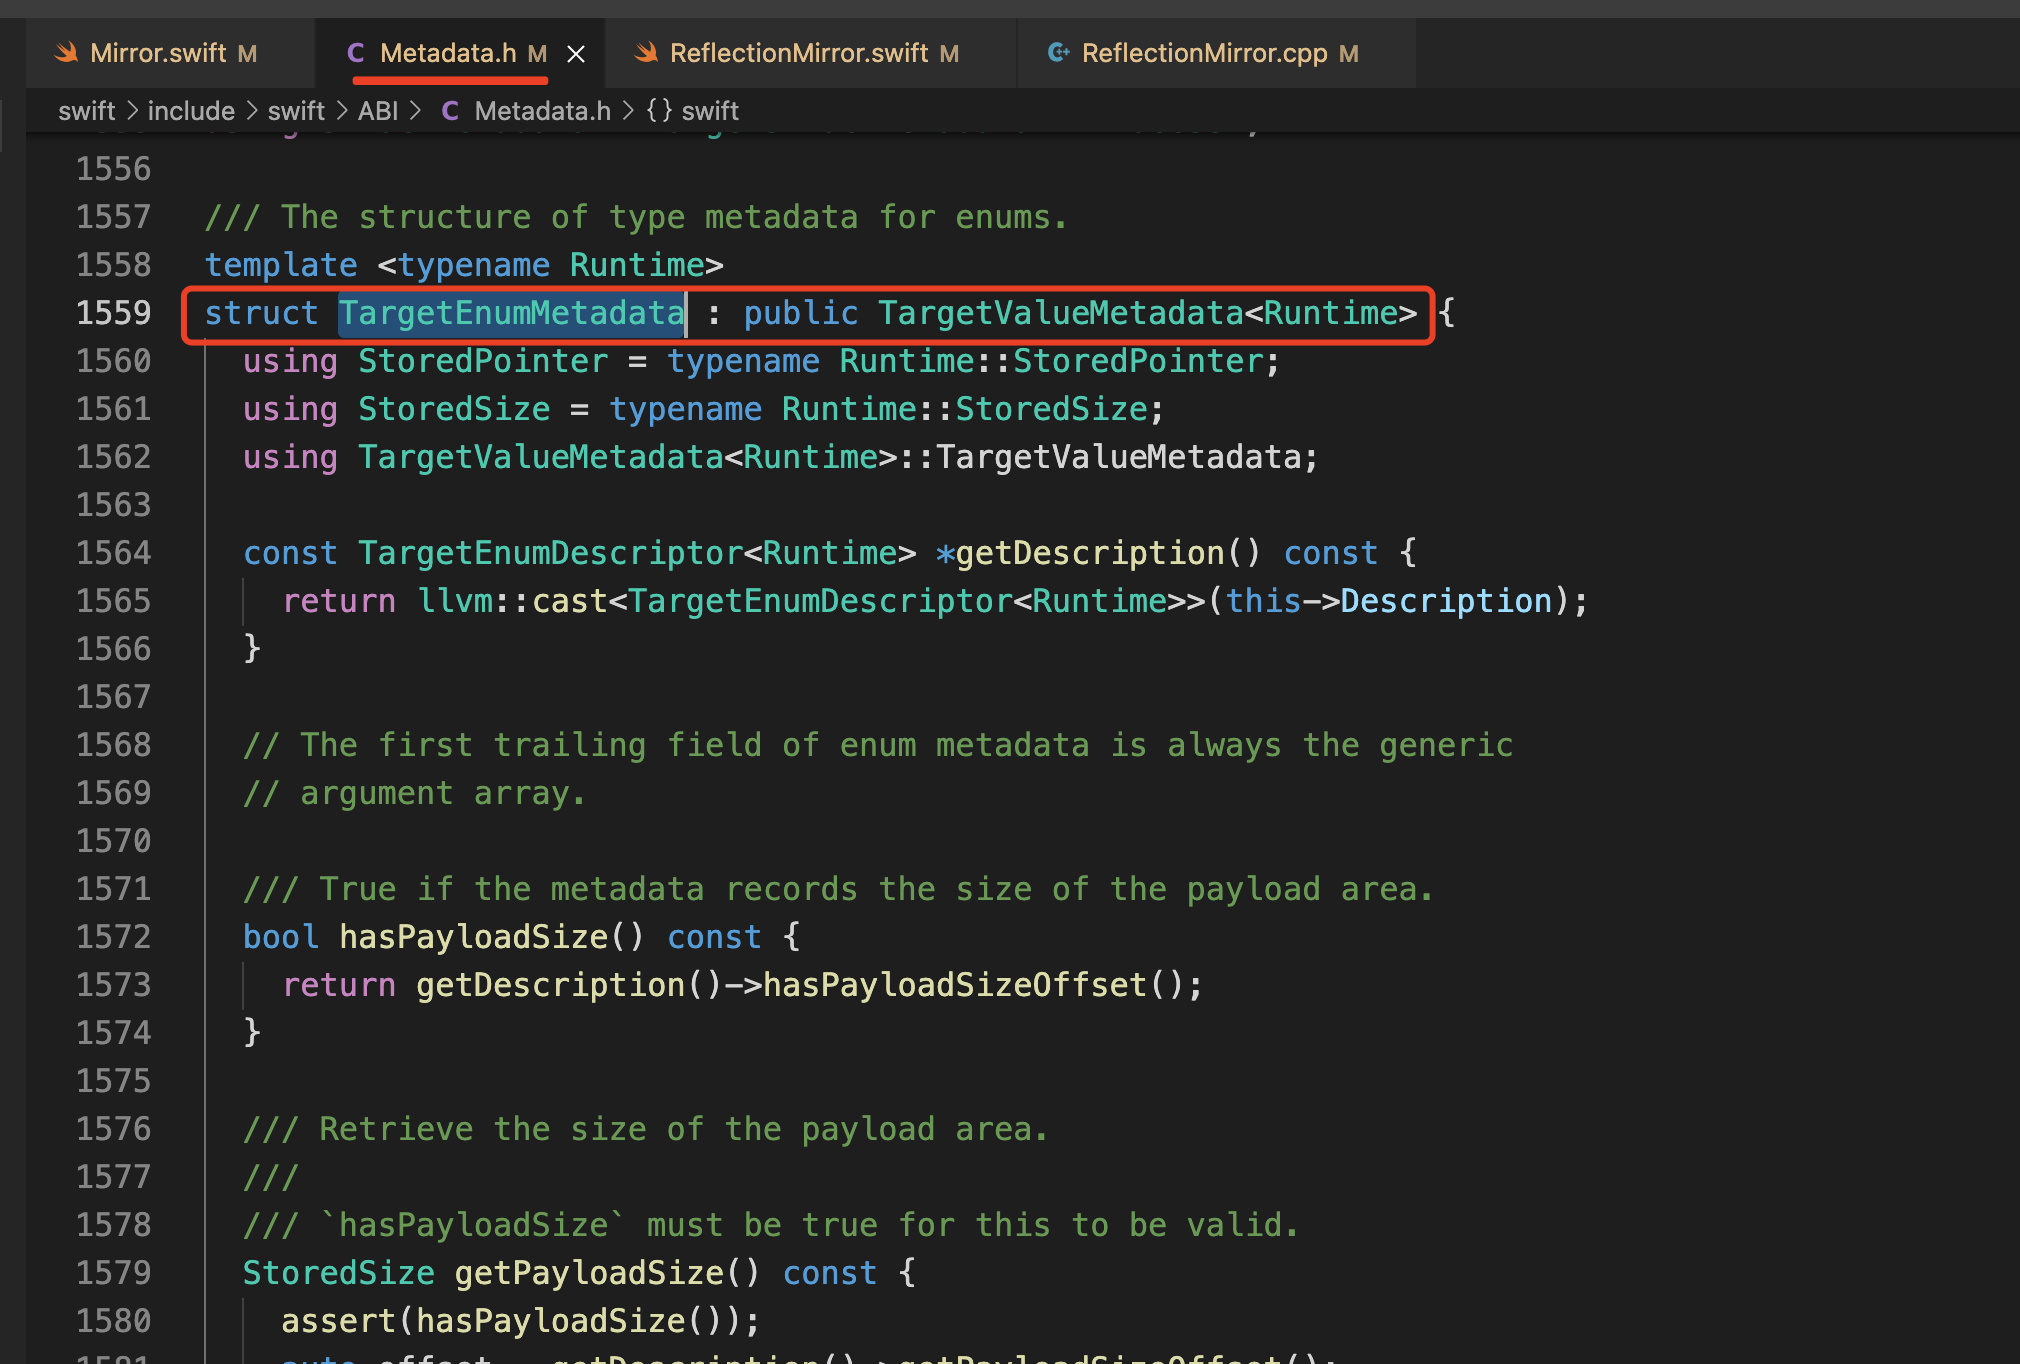 Mirror.swift M
C Metadata.h M ×
ReflectionMirror.swift M
ReflectionMirror.cpp M
swift > include > swift > ABI > C Metadata.h > {} swift
1556
1557 /// The structure of type metadata for enums.
1558 template <typename Runtime>
1559 struct TargetEnumMetadata : public TargetValueMetadata<Runtime> {
1560 using StoredPointer = typename Runtime::StoredPointer;
1561 using StoredSize = typename Runtime::StoredSize;
1562 using TargetValueMetadata<Runtime>::TargetValueMetadata;
1563
1564 const TargetEnumDescriptor<Runtime> *getDescription() const {
1565 return llvm::cast<TargetEnumDescriptor<Runtime>>(this->Description);
1566 }
1567
1568 // The first trailing field of enum metadata is always the generic
1569 // argument array.
1570
1571 /// True if the metadata records the size of the payload area.
1572 bool hasPayloadSize() const {
1573 return getDescription()->hasPayloadSizeOffset();
1574 }
1575
1576 /// Retrieve the size of the payload area.
1577 ///
1578 /// `hasPayloadSize` must be true for this to be valid.
1579 StoredSize getPayloadSize() const {
1580 assert(hasPayloadSize());
1581 auto offset = getDescription()->getPayloadSizeOffset();